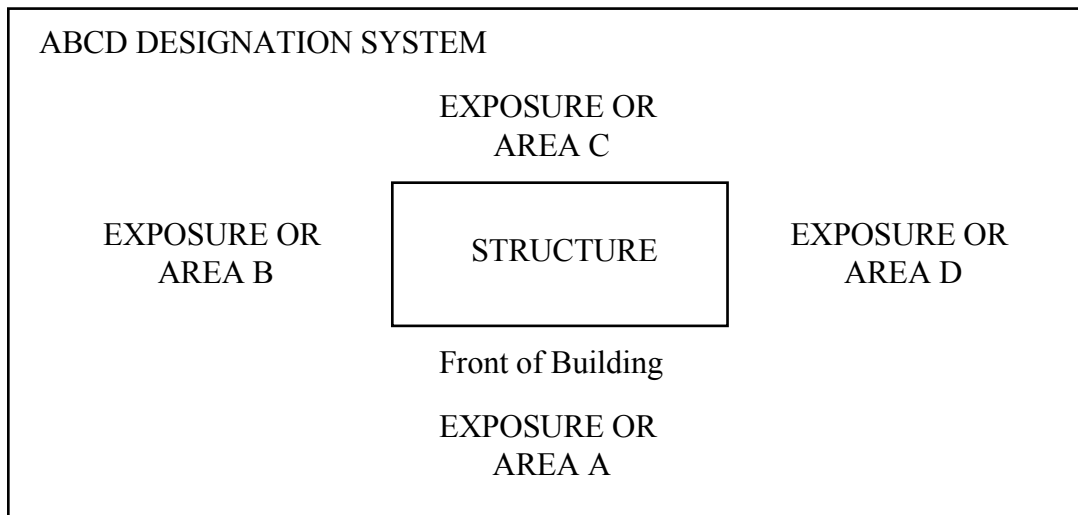 ABCD DESIGNATION SYSTEM
EXPOSURE OR
AREA C
EXPOSURE OR
AREA B
STRUCTURE
EXPOSURE OR
AREA D
Front of Building
EXPOSURE OR
AREA A